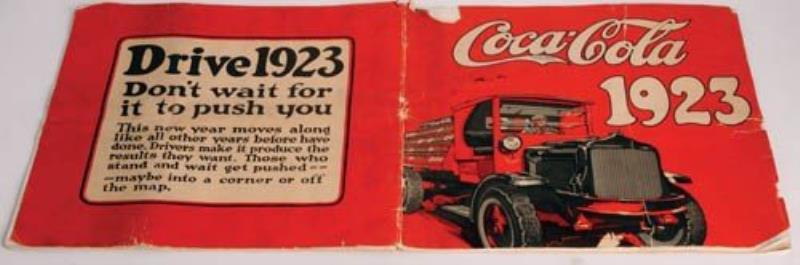 Drive 1923
Don't wait for
it to push you
This new year moves along
like all other years before have
done. Drivers make it produce the
results they want. Those who
stand and wait get pushed--
--maybe into a corner or off
the map.
Coca-Cola
1923